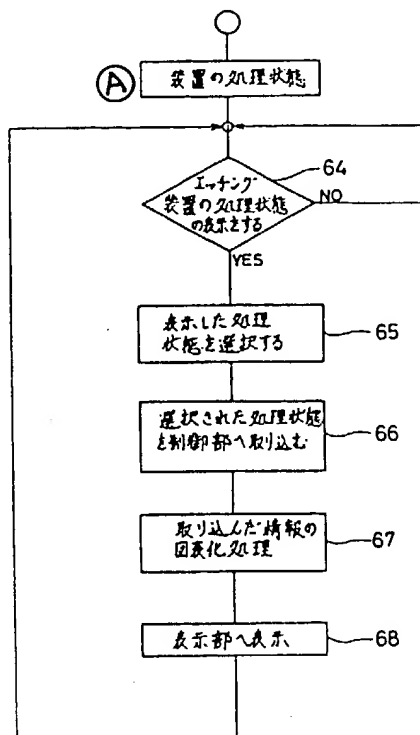 A
装置の処理状態
64
エッチング
装置の処理状態
の表示をする
NO
YES
表示した処理
状態を選択する
65
選択された処理状態
を制御部へ取り込む
66
取り込んだ情報の
図表化処理
67
表示部へ表示
68